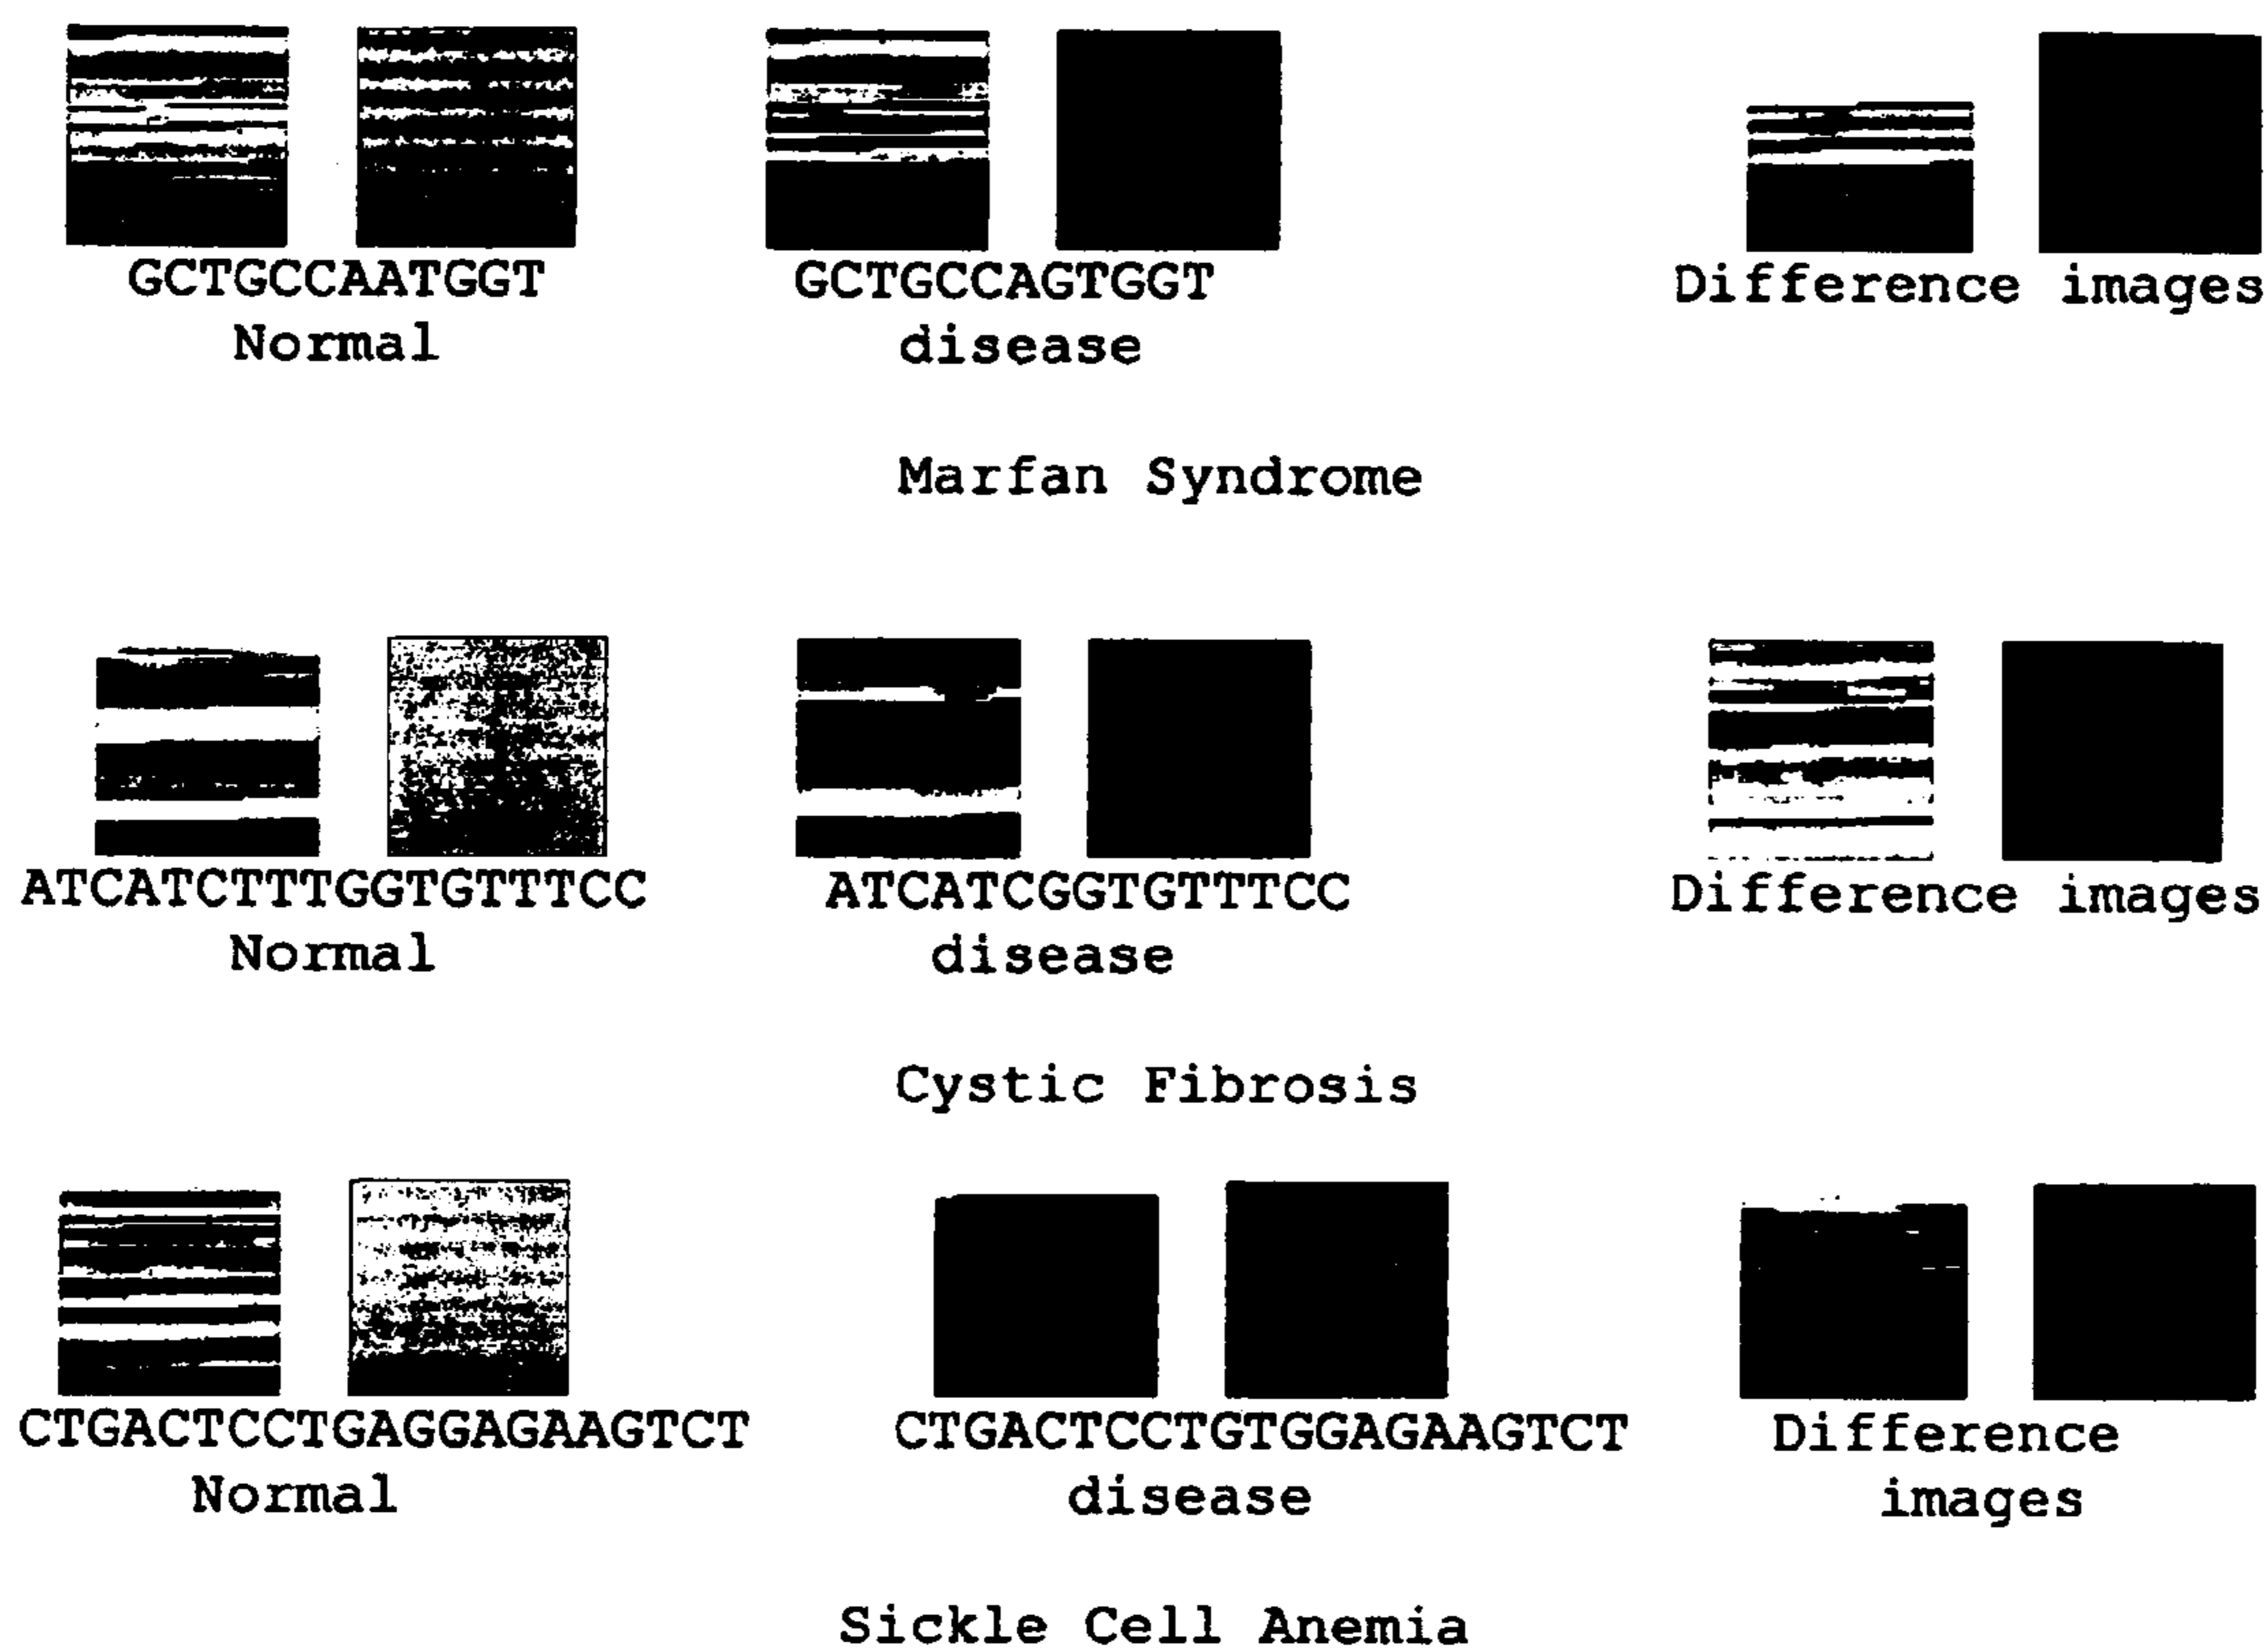 GCTGCCAATGGT GCTGCCAGTGGT Difference images
Normal disease
Marfan Syndrome
ATCATCTTTGGTGTTTCC ATCATCGGTGTTTCC Difference images
Normal disease
Cystic Fibrosis
CTGACTCCTGAGGAGAAGTCT CTGACTCCTGTGGAGAAGTCT Difference
Normal disease images
Sickle Cell Anemia